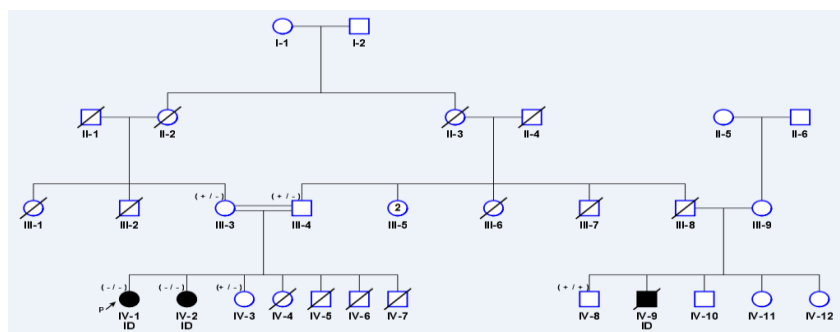 I-1 I-2
II-1 II-2 II-3 II-4 II-5 II-6
(+/-) (+/-)
2
III-1 III-2 III-3 III-4 III-5 III-6 III-7 III-8 III-9
(-/-) (-/-) (+/-) (+/+)
P
IV-1 IV-2 IV-3 IV-4 IV-5 IV-6 IV-7 IV-8 IV-9 IV-10 IV-11 IV-12
ID ID ID